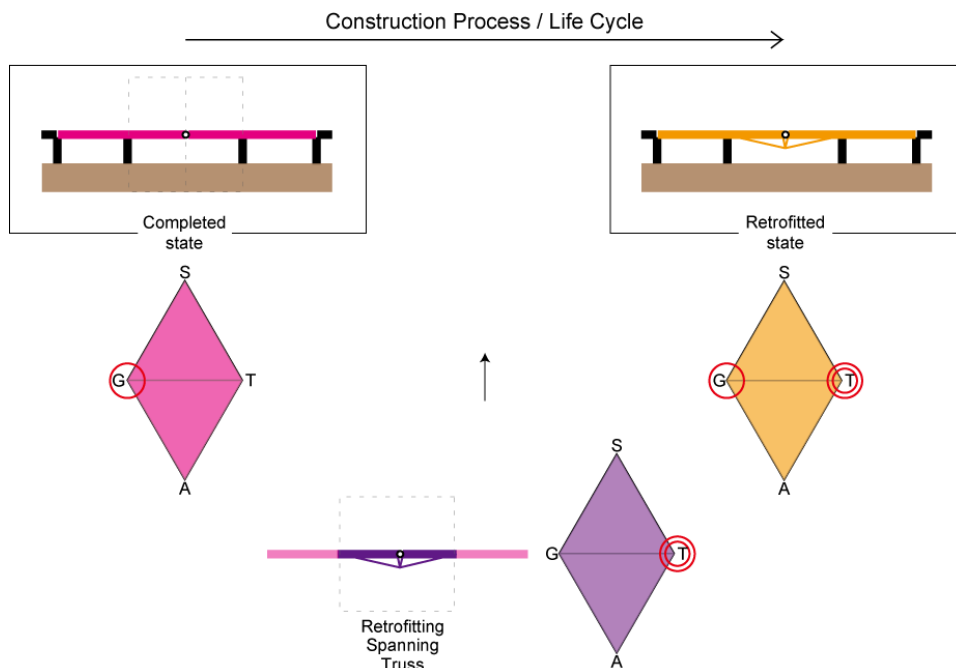 Construction Process / Life Cycle
Completed
state
Retrofitted
state
S
G
T
A
S
G
T
A
S
G
T
A
Retrofitting
Spanning
Truss